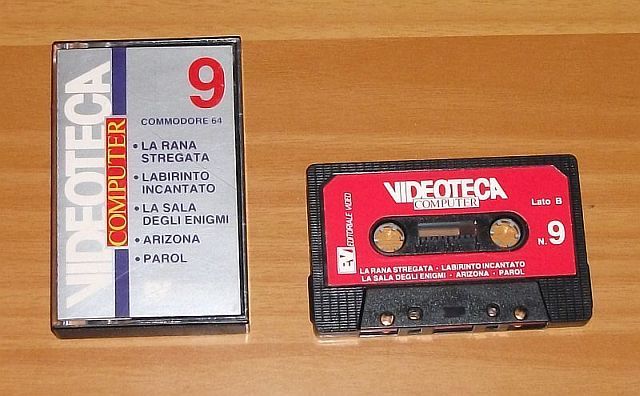 VIDEOTECA
COMPUTER
9
COMMODORE 64
• LA RANA
STREGATA
• LABIRINTO
INCANTATO
• LA SALA
DEGLI ENIGMI
• ARIZONA
• PAROL
VIDEOTECA
COMPUTER
Lato B
N. 9
EV EDITORIALE VIDEO
LA RANA STREGATA - LABIRINTO INCANTATO
LA SALA DEGLI ENIGMI - ARIZONA - PAROL